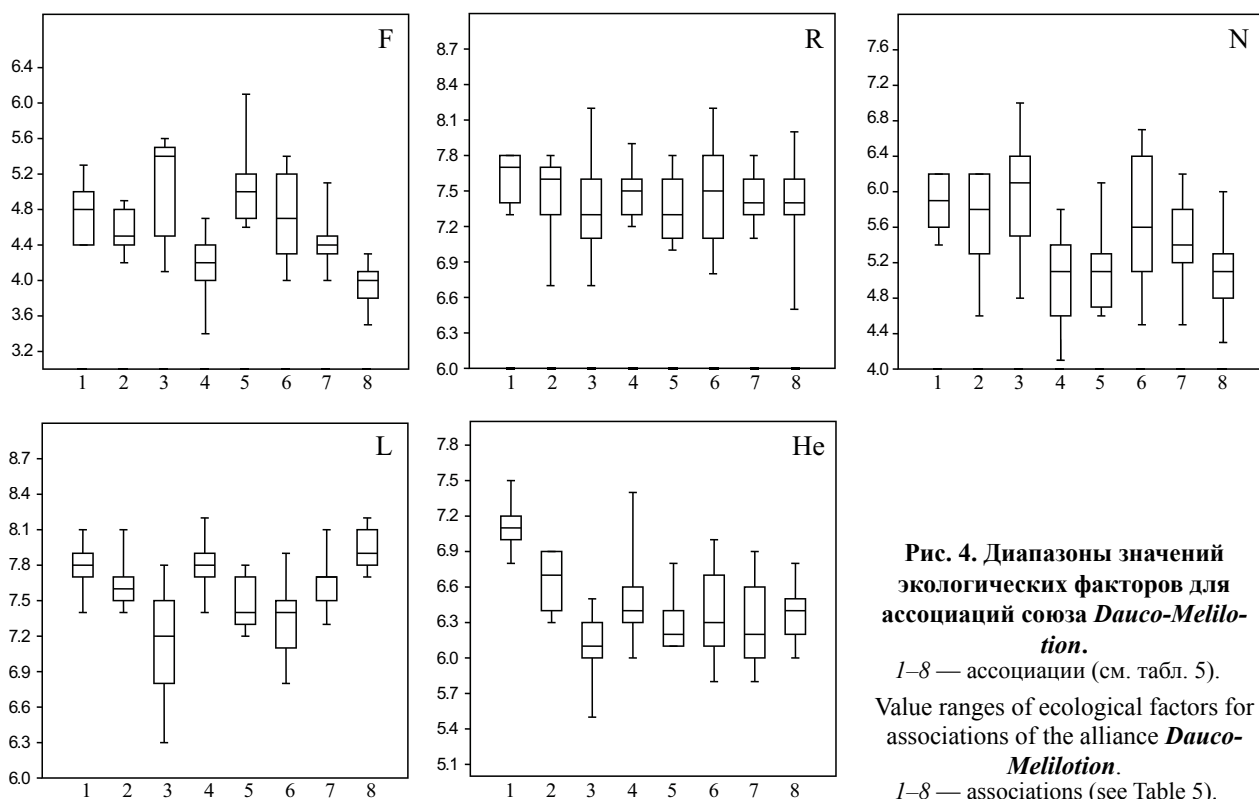 F
6.4
6.0
5.6
5.2
4.8
4.4
4.0
3.6
3.2
1 2 3 4 5 6 7 8
R
8.7
8.4
8.1
7.8
7.5
7.2
6.9
6.6
6.3
6.0
1 2 3 4 5 6 7 8
N
7.6
7.2
6.8
6.4
6.0
5.6
5.2
4.8
4.4
4.0
1 2 3 4 5 6 7 8
L
8.7
8.4
8.1
7.8
7.5
7.2
6.9
6.6
6.3
6.0
1 2 3 4 5 6 7 8
He
7.8
7.5
7.2
6.9
6.6
6.3
6.0
5.7
5.4
5.1
1 2 3 4 5 6 7 8
Рис. 4. Диапазоны значений
экологических факторов для
ассоциаций союза Dauco-Melilo-
tion.
1–8 — ассоциации (см. табл. 5).
Value ranges of ecological factors for
associations of the alliance Dauco-
Melilotion.
1–8 — associations (see Table 5).